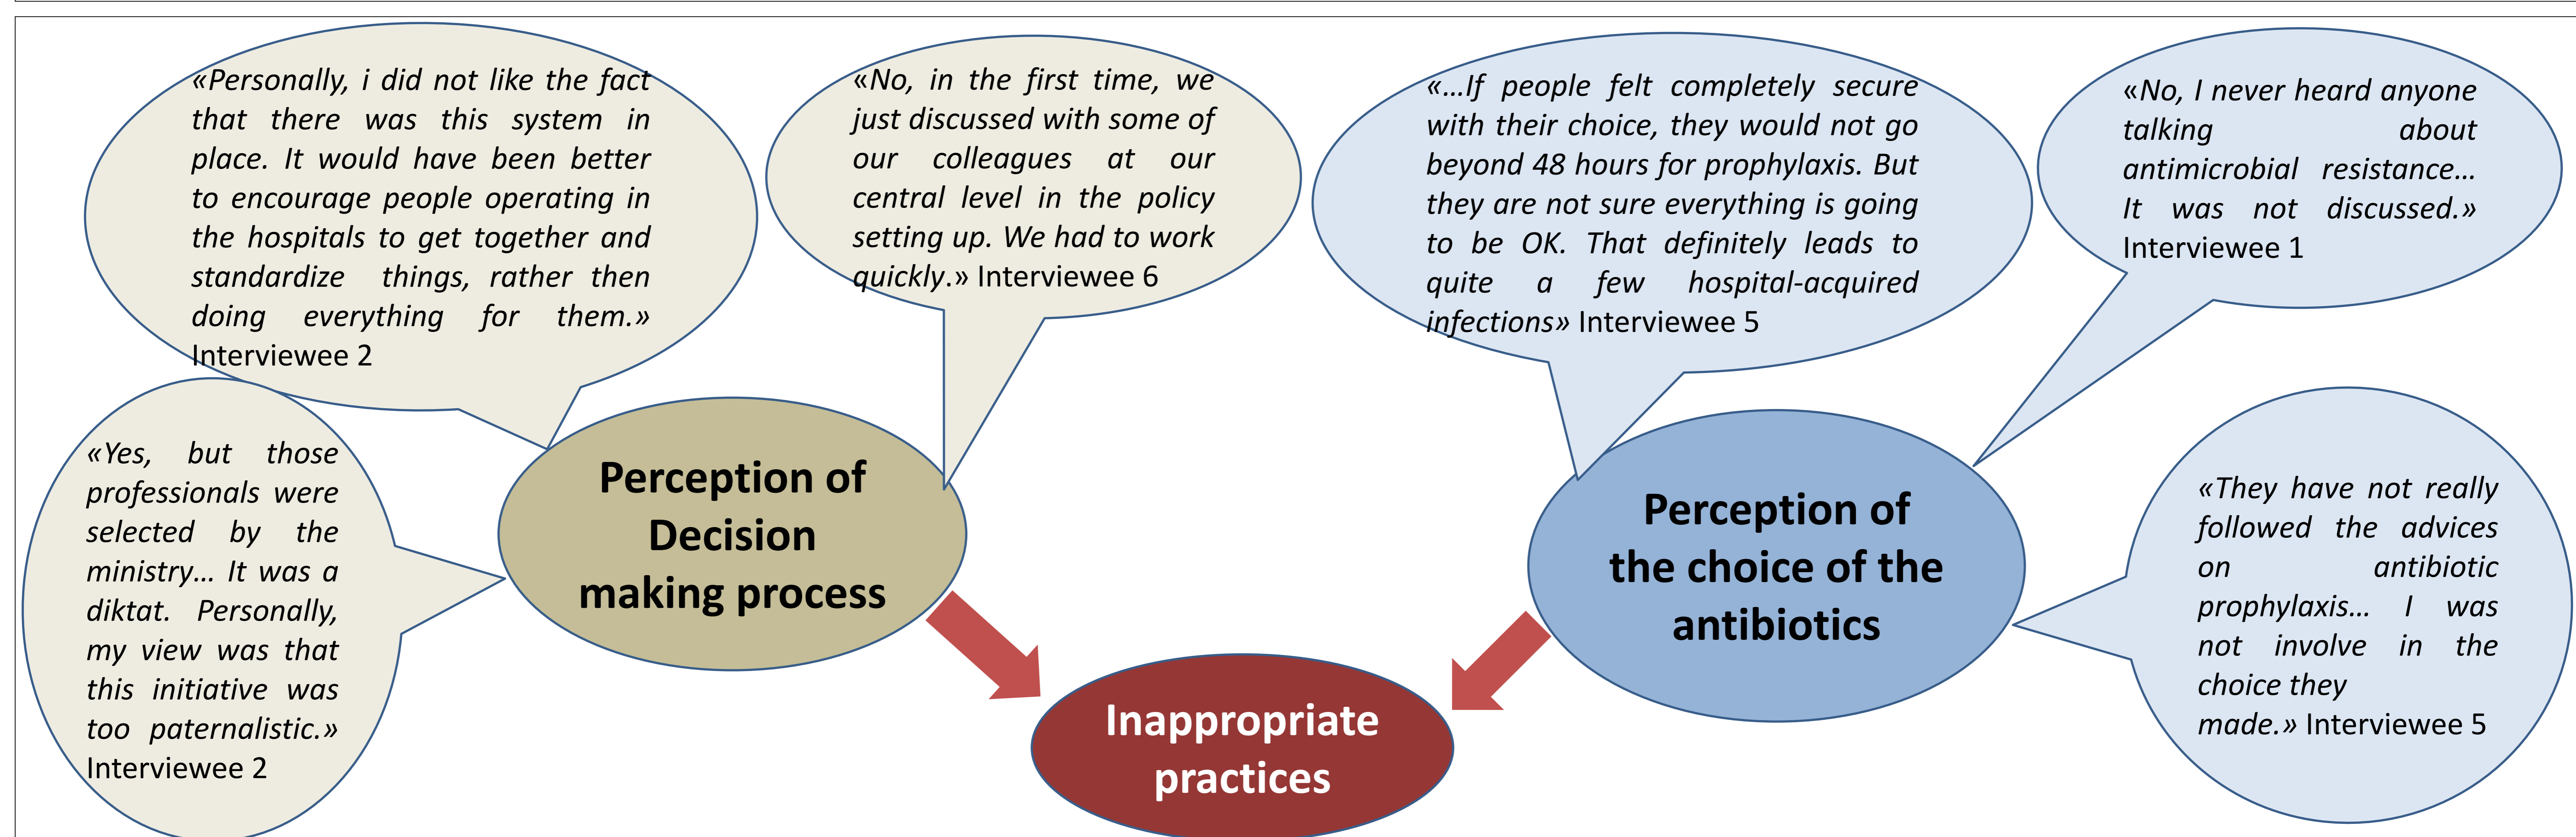 «Personally, i did not like the fact
that there was this system in
place. It would have been better
to encourage people operating in
the hospitals to get together and
standardize things, rather then
doing everything for them.»
Interviewee 2
«No, in the first time, we
just discussed with some of
our colleagues at our
central level in the policy
setting up. We had to work
quickly.» Interviewee 6
«…If people felt completely secure
with their choice, they would not go
beyond 48 hours for prophylaxis. But
they are not sure everything is going
to be OK. That definitely leads to
quite a few hospital-acquired
infections» Interviewee 5
«No, I never heard anyone
talking about
antimicrobial resistance…
It was not discussed.»
Interviewee 1
«Yes, but those
professionals were
selected by the
ministry… It was a
diktat. Personally,
my view was that
this initiative was
too paternalistic.»
Interviewee 2
Perception of
Decision
making process
Perception of
the choice of the
antibiotics
«They have not really
followed the advices
on antibiotic
prophylaxis… I was
not involve in the
choice they
made.» Interviewee 5
Inappropriate
practices